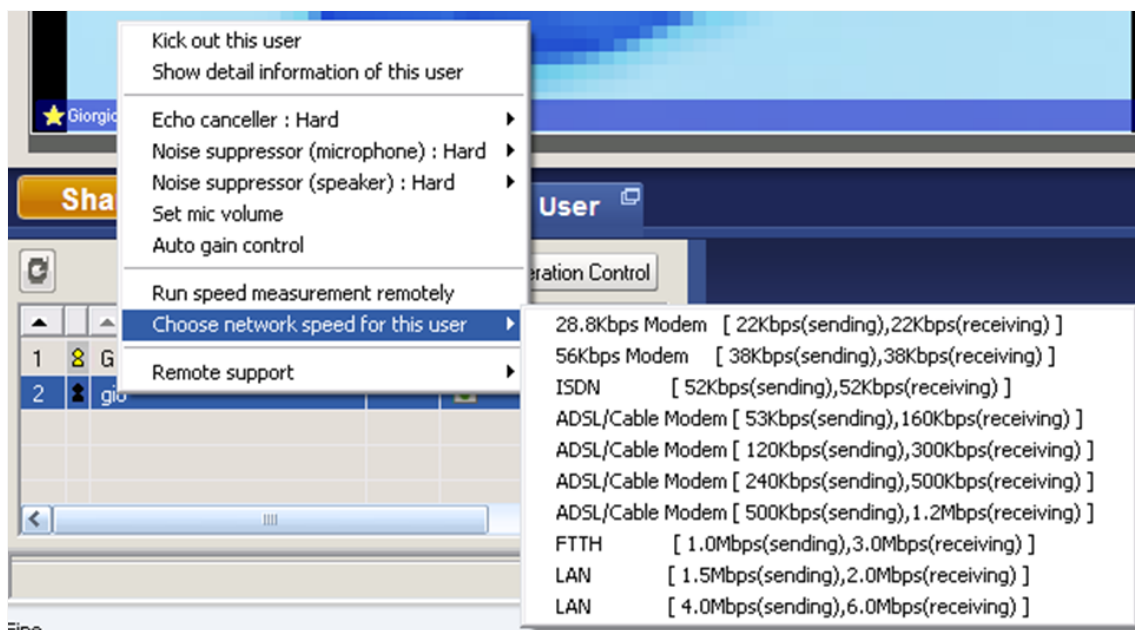 Kick out this user
Show detail information of this user
Giorgio
Echo canceller : Hard
Noise suppressor (microphone) : Hard
Noise suppressor (speaker) : Hard
Set mic volume
Auto gain control
Sha
User
eration Control
Run speed measurement remotely
Choose network speed for this user
1 G
2 gio
Remote support
28.8Kbps Modem [ 22Kbps(sending),22Kbps(receiving) ]
56Kbps Modem [ 38Kbps(sending),38Kbps(receiving) ]
ISDN [ 52Kbps(sending),52Kbps(receiving) ]
ADSL/Cable Modem [ 53Kbps(sending),160Kbps(receiving) ]
ADSL/Cable Modem [ 120Kbps(sending),300Kbps(receiving) ]
ADSL/Cable Modem [ 240Kbps(sending),500Kbps(receiving) ]
ADSL/Cable Modem [ 500Kbps(sending),1.2Mbps(receiving) ]
FTTH [ 1.0Mbps(sending),3.0Mbps(receiving) ]
LAN [ 1.5Mbps(sending),2.0Mbps(receiving) ]
LAN [ 4.0Mbps(sending),6.0Mbps(receiving) ]